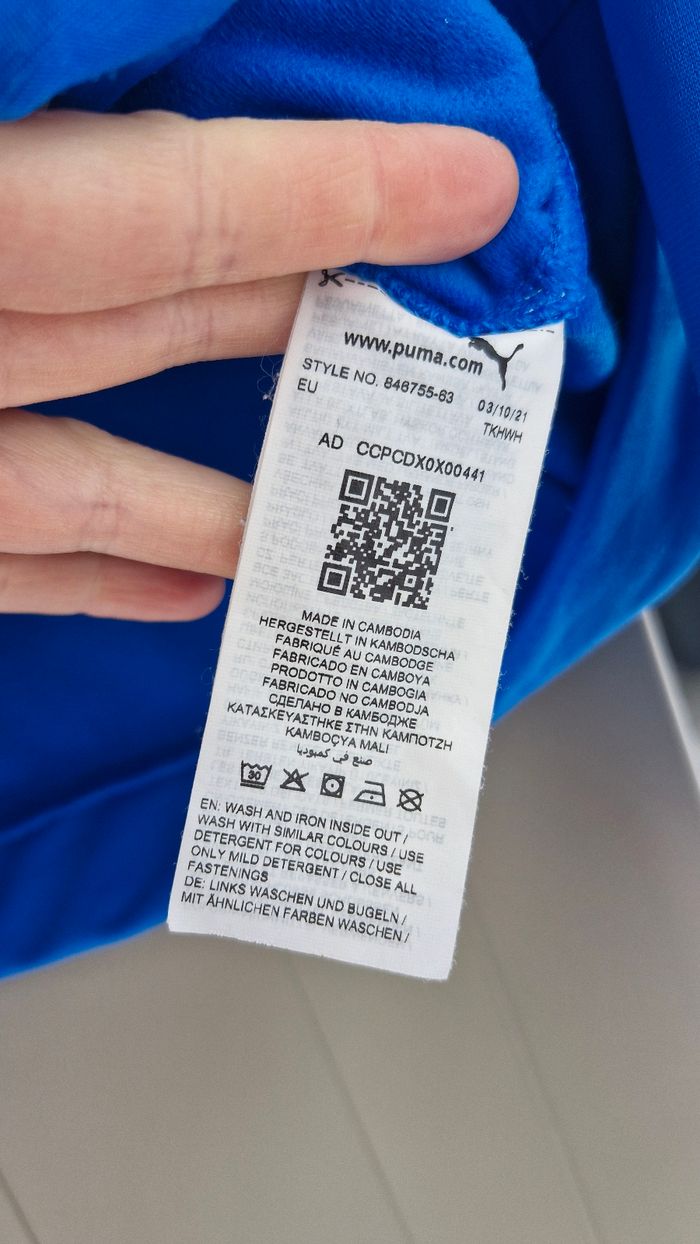 www.puma.com
STYLE NO. 846755-63
EU
03/10/21
TKHWH
AD CCPCDX0X00441
MADE IN CAMBODIA
HERGESTELLT IN KAMBODSCHA
FABRIQUÉ AU CAMBODGE
FABRICADO EN CAMBOYA
PRODOTTO IN CAMBOGIA
FABRICADO NO CAMBODJA
СДЕЛАНО В КАМБОДЖЕ
ΚΑΤΑΣΚΕΥΑΣΤΗΚΕ ΣΤΗΝ ΚΑΜΠΟΤΖΗ
KAMBOÇYA MALI
صنع في كمبوديا
30
EN: WASH AND IRON INSIDE OUT /
WASH WITH SIMILAR COLOURS / USE
DETERGENT FOR COLOURS / USE
ONLY MILD DETERGENT / CLOSE ALL
FASTENINGS
DE: LINKS WASCHEN UND BUGELN /
MIT ÄHNLICHEN FARBEN WASCHEN /